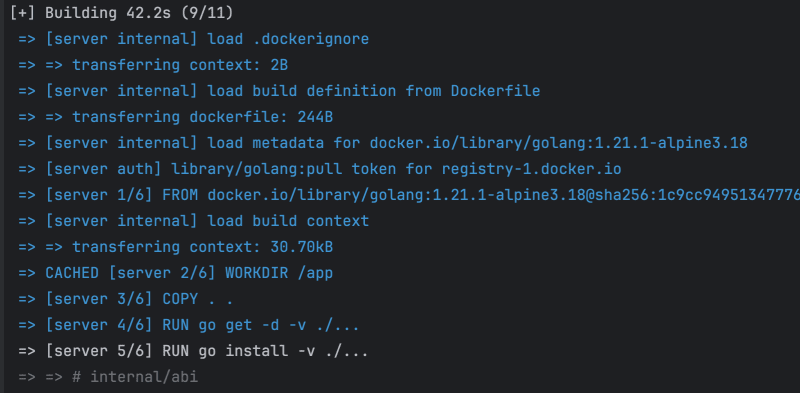 [+] Building 42.2s (9/11)
=> [server internal] load .dockerignore
=> => transferring context: 2B
=> [server internal] load build definition from Dockerfile
=> => transferring dockerfile: 244B
=> [server internal] load metadata for docker.io/library/golang:1.21.1-alpine3.18
=> [server auth] library/golang:pull token for registry-1.docker.io
=> [server 1/6] FROM docker.io/library/golang:1.21.1-alpine3.18@sha256:1c9cc94951347776
=> [server internal] load build context
=> => transferring context: 30.70kB
=> CACHED [server 2/6] WORKDIR /app
=> [server 3/6] COPY . .
=> [server 4/6] RUN go get -d -v ./...
=> [server 5/6] RUN go install -v ./...
=> => # internal/abi